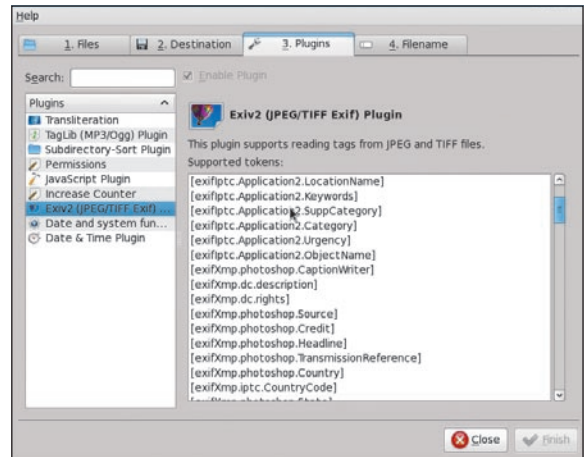 Help
1. Files
2. Destination
3. Plugins
4. Filename
Search:
Enable Plugin
Plugins
Transliteration
TagLib (MP3/Ogg) Plugin
Subdirectory-Sort Plugin
Permissions
JavaScript Plugin
Increase Counter
Exiv2 (JPEG/TIFF Exif) ...
Date and system fun...
Date & Time Plugin
Exiv2 (JPEG/TIFF Exif) Plugin
This plugin supports reading tags from JPEG and TIFF files.
Supported tokens:
[exifIptc.Application2.LocationName]
[exifIptc.Application2.Keywords]
[exifIptc.Application2.SuppCategory]
[exifIptc.Application2.Category]
[exifIptc.Application2.Urgency]
[exifIptc.Application2.ObjectName]
[exifXmp.photoshop.CaptionWriter]
[exifXmp.dc.description]
[exifXmp.dc.rights]
[exifXmp.photoshop.Source]
[exifXmp.photoshop.Credit]
[exifXmp.photoshop.Headline]
[exifXmp.photoshop.TransmissionReference]
[exifXmp.photoshop.Country]
[exifXmp.iptc.CountryCode]
Close
Finish